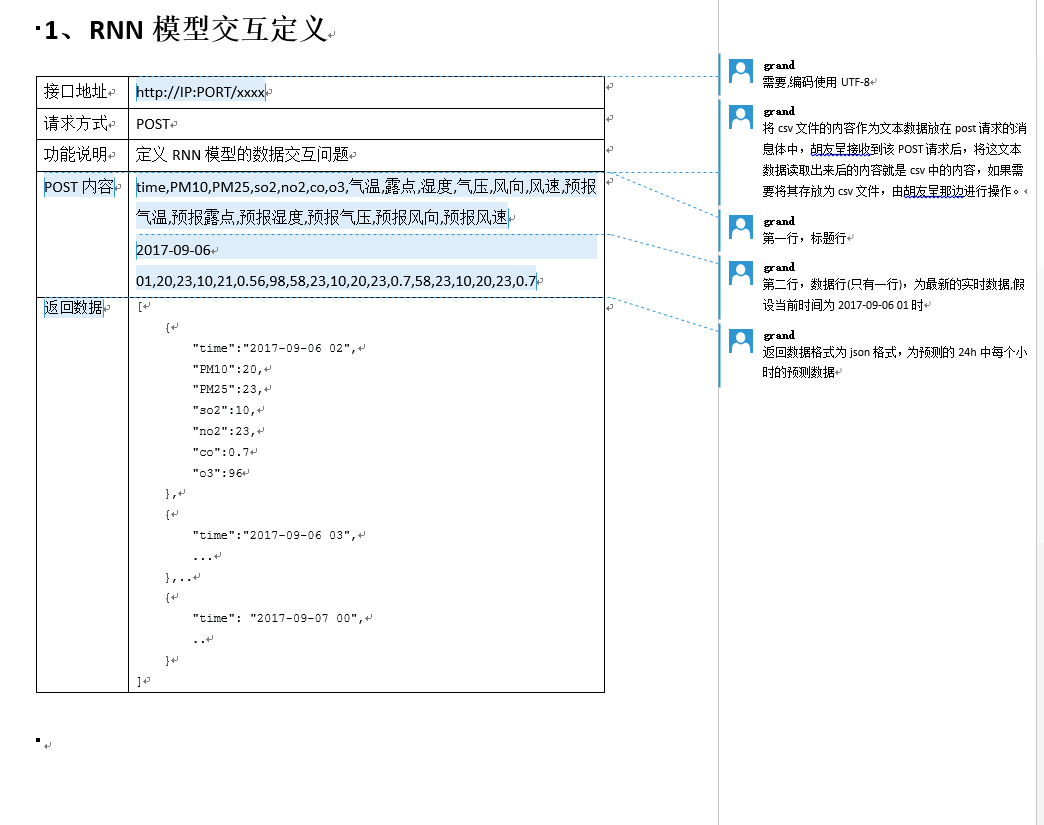 1、RNN 模型交互定义
接口地址 http://IP:PORT/xxxx
请求方式 POST
功能说明 定义 RNN 模型的数据交互问题
POST 内容 time,PM10,PM25,so2,no2,co,o3,气温,露点,湿度,气压,风向,风速,预报
气温,预报露点,预报湿度,预报气压,预报风向,预报风速
2017-09-06
01,20,23,10,21,0.56,98,58,23,10,20,23,0.7,58,23,10,20,23,0.7
返回数据 [
{
"time":"2017-09-06 02",
"PM10":20,
"PM25":23,
"so2":10,
"no2":23,
"co":0.7
"o3":96
},
{
"time":"2017-09-06 03",
...
},..
{
"time": "2017-09-07 00",
..
}
]
grand
需要,编码使用 UTF-8
grand
将 csv 文件的内容作为文本数据放在 post 请求的消
息体中，胡友呈接收到该 POST 请求后，将这文本
数据读取出来后的内容就是 csv 中的内容，如果需
要将其存放为 csv 文件，由胡友呈那边进行操作。
grand
第一行，标题行
grand
第二行，数据行(只有一行)，为最新的实时数据,假
设当前时间为 2017-09-06 01 时
grand
返回数据格式为 json 格式，为预测的 24h 中每个小
时的预测数据